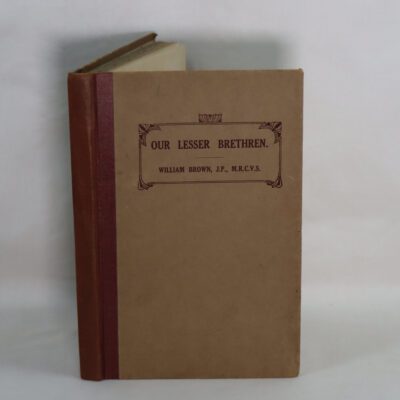 OUR LESSER BRETHREN.
WILLIAM BROWN, J.P., M.R.C.V.S.